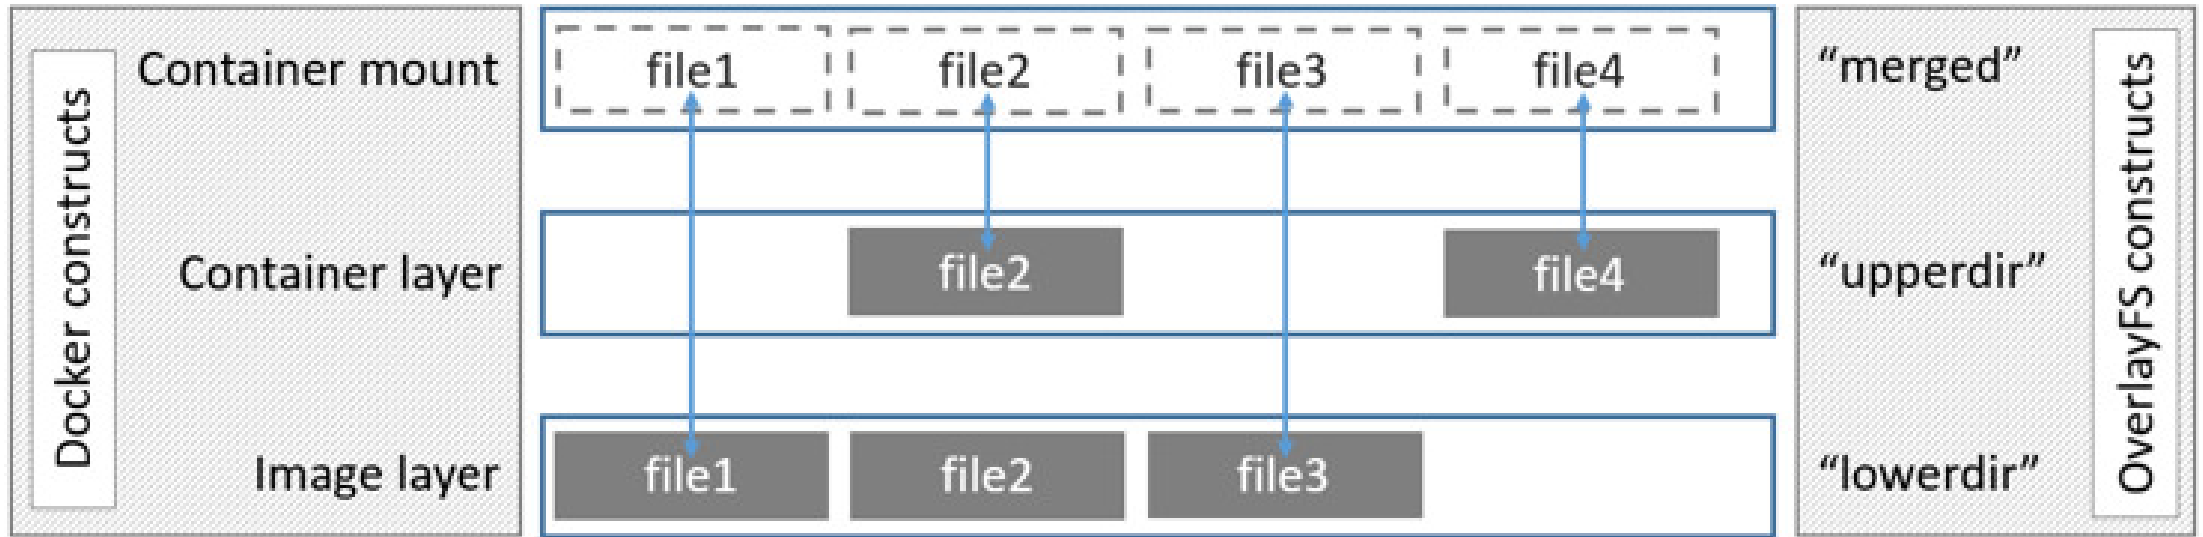 Docker constructs
Container mount
file1
file2
file3
file4
“merged”
OverlayFS constructs
Container layer
file2
file4
“upperdir”
Image layer
file1
file2
file3
“lowerdir”